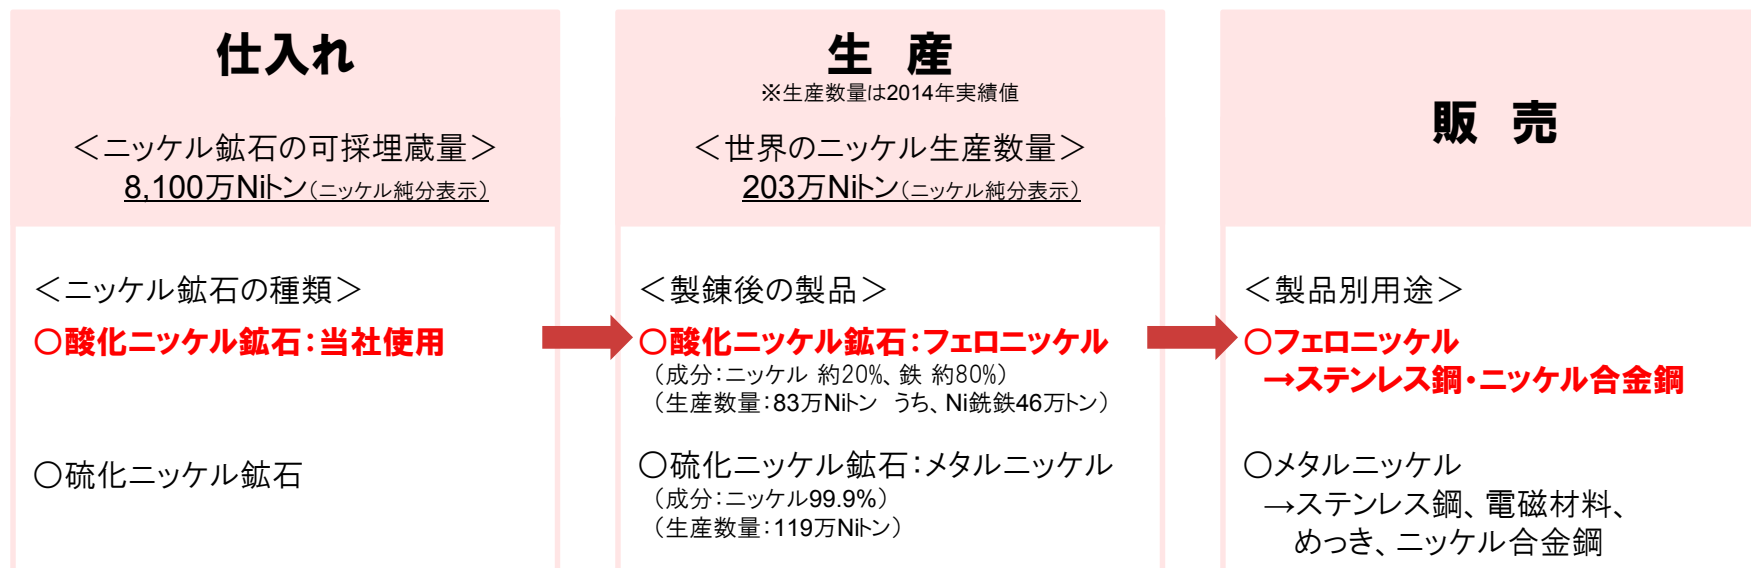 仕入れ
＜ニッケル鉱石の可採埋蔵量＞
8,100万Niトン（ニッケル純分表示）
＜ニッケル鉱石の種類＞
○酸化ニッケル鉱石：当社使用
○硫化ニッケル鉱石
生 産
※生産数量は2014年実績値
＜世界のニッケル生産数量＞
203万Niトン（ニッケル純分表示）
＜製錬後の製品＞
○酸化ニッケル鉱石：フェロニッケル
（成分：ニッケル 約20%、鉄 約80%）
（生産数量：83万Niトン うち、Ni銑鉄46万トン）
○硫化ニッケル鉱石：メタルニッケル
（成分：ニッケル99.9%）
（生産数量：119万Niトン）
販 売
＜製品別用途＞
○フェロニッケル
→ステンレス鋼・ニッケル合金鋼
○メタルニッケル
→ステンレス鋼、電磁材料、
めっき、ニッケル合金鋼